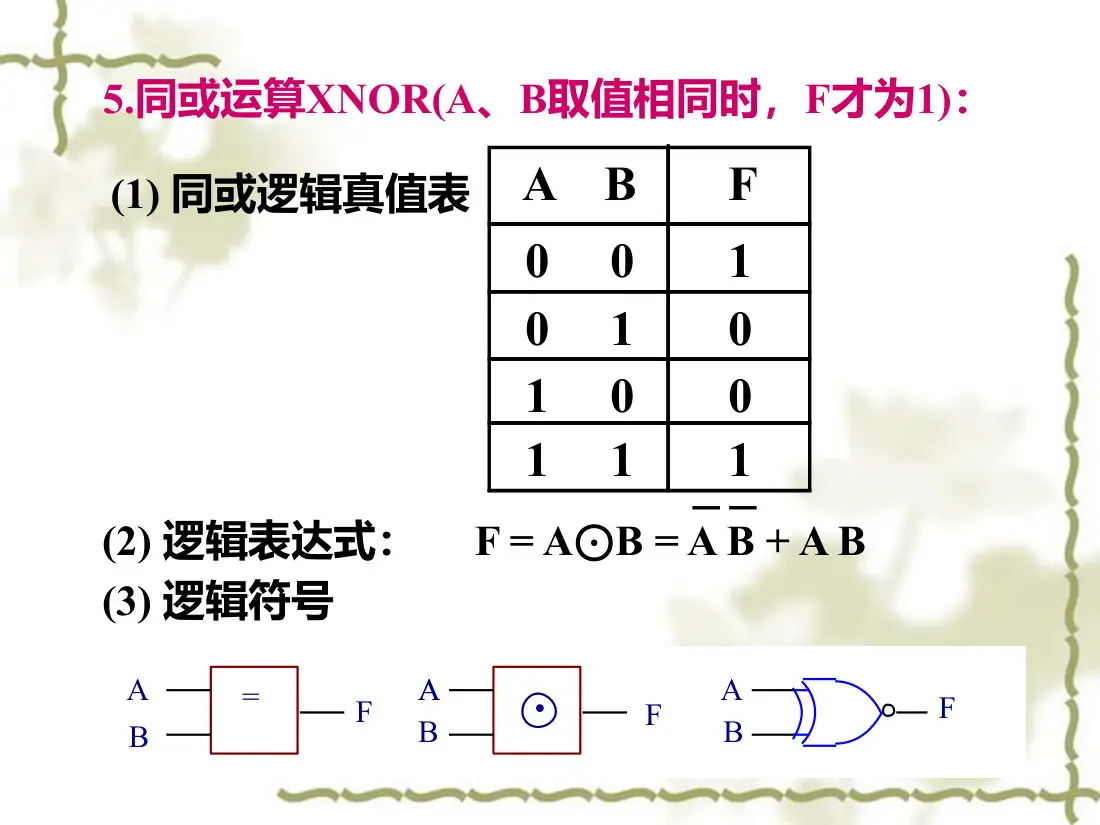 5.同或运算XNOR(A、B取值相同时，F才为1)：
(1) 同或逻辑真值表
A B F
0 0 1
0 1 0
1 0 0
1 1 1
(2) 逻辑表达式： F = A⊙B = A̅ B̅ + A B
(3) 逻辑符号
A = F
B
A ⊙ F
B
A F
B